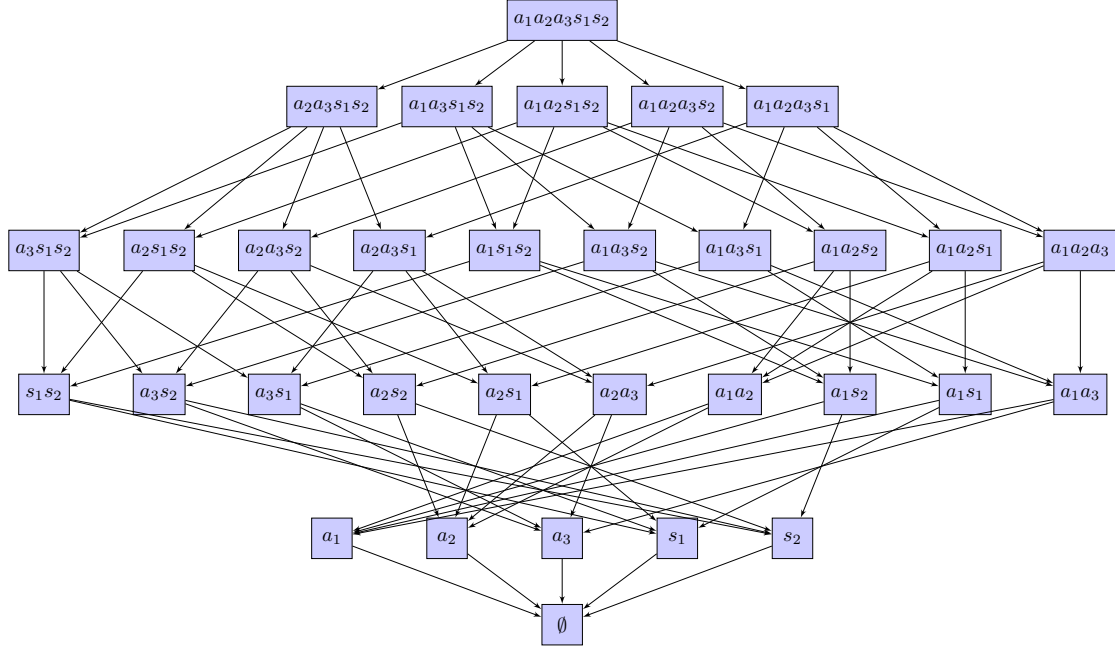 a₁a₂a₃s₁s₂
a₂a₃s₁s₂ a₁a₃s₁s₂ a₁a₂s₁s₂ a₁a₂a₃s₂ a₁a₂a₃s₁
a₃s₁s₂ a₂s₁s₂ a₂a₃s₂ a₂a₃s₁ a₁s₁s₂ a₁a₃s₂ a₁a₃s₁ a₁a₂s₂ a₁a₂s₁ a₁a₂a₃
s₁s₂ a₃s₂ a₃s₁ a₂s₂ a₂s₁ a₂a₃ a₁a₂ a₁s₂ a₁s₁ a₁a₃
a₁ a₂ a₃ s₁ s₂
∅